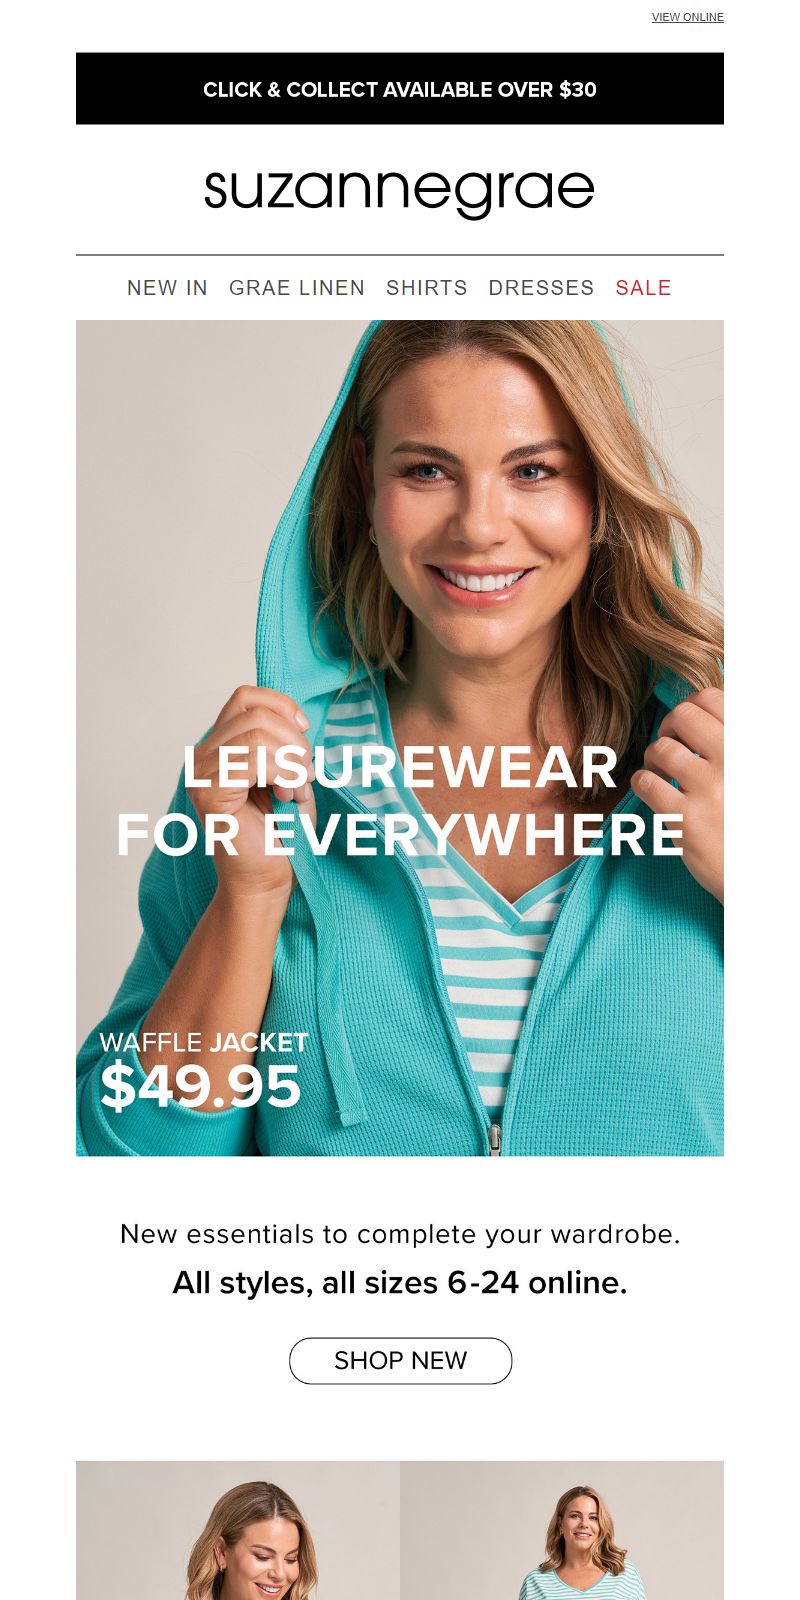 VIEW ONLINE
CLICK & COLLECT AVAILABLE OVER $30
suzannegrae
NEW IN GRAE LINEN SHIRTS DRESSES SALE
LEISUREWEAR
FOR EVERYWHERE
WAFFLE JACKET
$49.95
New essentials to complete your wardrobe.
All styles, all sizes 6-24 online.
SHOP NEW